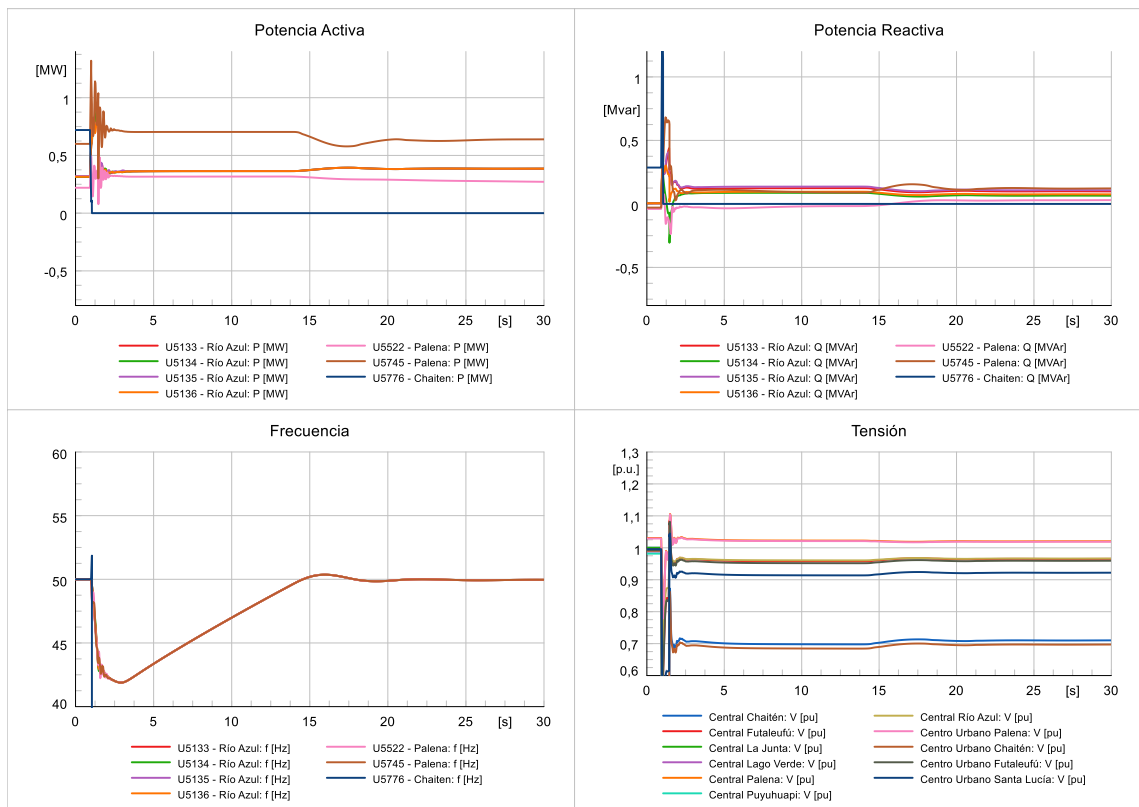 Potencia Activa
[MW]
1
0,5
0
-0,5
0 5 10 15 20 25 [s] 30
U5133 - Río Azul: P [MW]
U5134 - Río Azul: P [MW]
U5135 - Río Azul: P [MW]
U5136 - Río Azul: P [MW]
U5522 - Palena: P [MW]
U5745 - Palena: P [MW]
U5776 - Chaiten: P [MW]
Potencia Reactiva
1
[Mvar]
0,5
0
-0,5
0 5 10 15 20 25 [s] 30
U5133 - Río Azul: Q [MVAr]
U5134 - Río Azul: Q [MVAr]
U5135 - Río Azul: Q [MVAr]
U5136 - Río Azul: Q [MVAr]
U5522 - Palena: Q [MVAr]
U5745 - Palena: Q [MVAr]
U5776 - Chaiten: Q [MVAr]
Frecuencia
60
55
50
45
40
0 5 10 15 20 25 [s] 30
U5133 - Río Azul: f [Hz]
U5134 - Río Azul: f [Hz]
U5135 - Río Azul: f [Hz]
U5136 - Río Azul: f [Hz]
U5522 - Palena: f [Hz]
U5745 - Palena: f [Hz]
U5776 - Chaiten: f [Hz]
Tensión
1,3
[p.u.]
1,2
1,1
1
0,9
0,8
0,7
0,6
0 5 10 15 20 25 [s] 30
Central Chaitén: V [pu]
Central Futaleufú: V [pu]
Central La Junta: V [pu]
Central Lago Verde: V [pu]
Central Palena: V [pu]
Central Puyuhuapi: V [pu]
Central Río Azul: V [pu]
Centro Urbano Palena: V [pu]
Centro Urbano Chaitén: V [pu]
Centro Urbano Futaleufú: V [pu]
Centro Urbano Santa Lucía: V [pu]